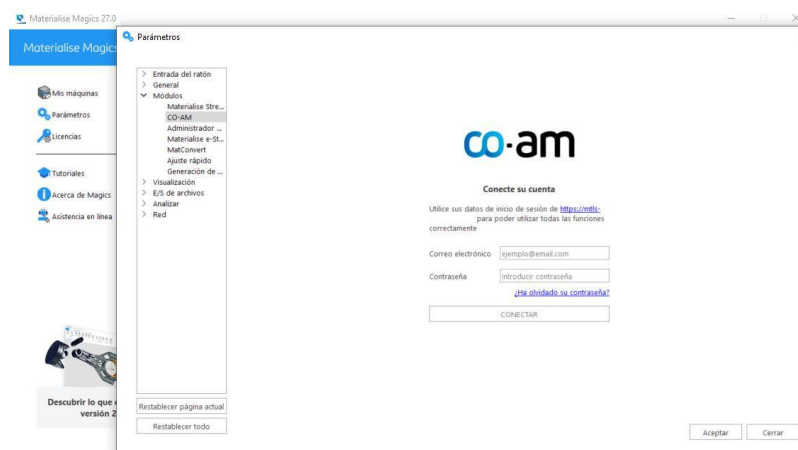 Materialise Magics 27.0
Materialise Magics
Mis máquinas
Parámetros
Licencias
Tutoriales
Acerca de Magics
Asistencia en línea
Descubrir lo que
versión 2
Parámetros
Entrada del ratón
General
Módulos
Materialise Stre...
CO-AM
Administrador ...
Materialise e-St...
MatConvert
Ajuste rápido
Generación de ...
Visualización
E/S de archivos
Analizar
Red
Restablecer página actual
Restablecer todo
co·am
Conecte su cuenta
Utilice sus datos de inicio de sesión de https://mtls-
para poder utilizar todas las funciones
correctamente
Correo electrónico ejemplo@email.com
Contraseña introducir contraseña
¿Ha olvidado su contraseña?
CONECTAR
Aceptar Cerrar